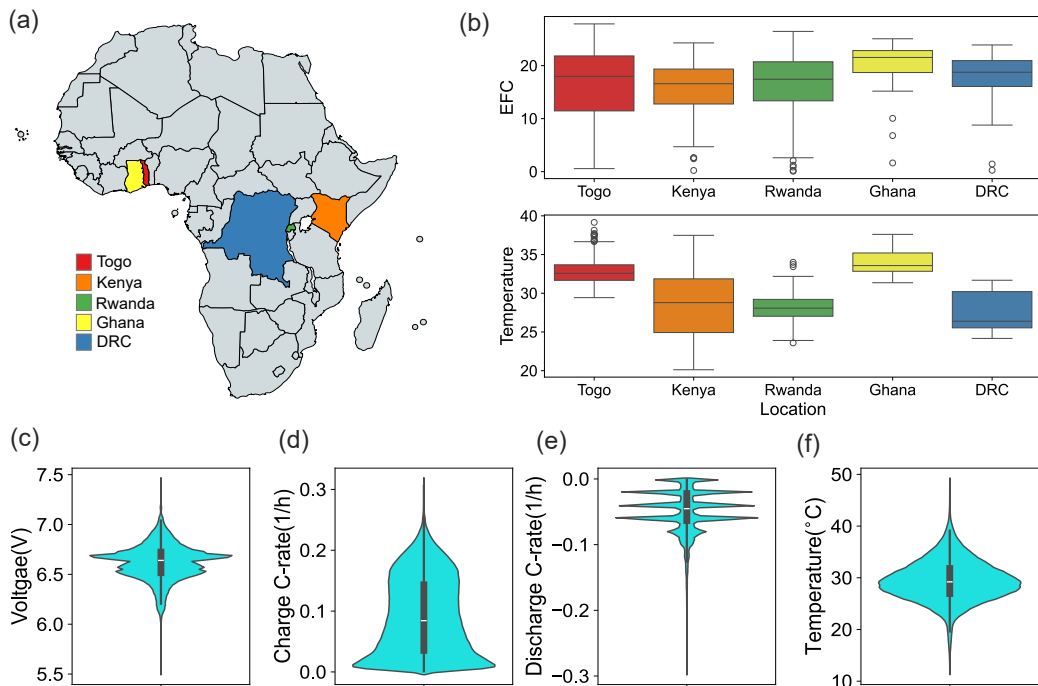 (a)
Togo
Kenya
Rwanda
Ghana
DRC
(b)
EFC
20
10
0
Togo Kenya Rwanda Ghana DRC
Temperature
40
35
30
25
20
Togo Kenya Rwanda Ghana DRC
Location
(c)
Voltgae(V)
7.5
7.0
6.5
6.0
5.5
(d)
Charge C-rate(1/h)
0.3
0.2
0.1
0.0
(e)
Discharge C-rate(1/h)
0.0
−0.1
−0.2
−0.3
(f)
Temperature(°C)
50
40
30
20
10